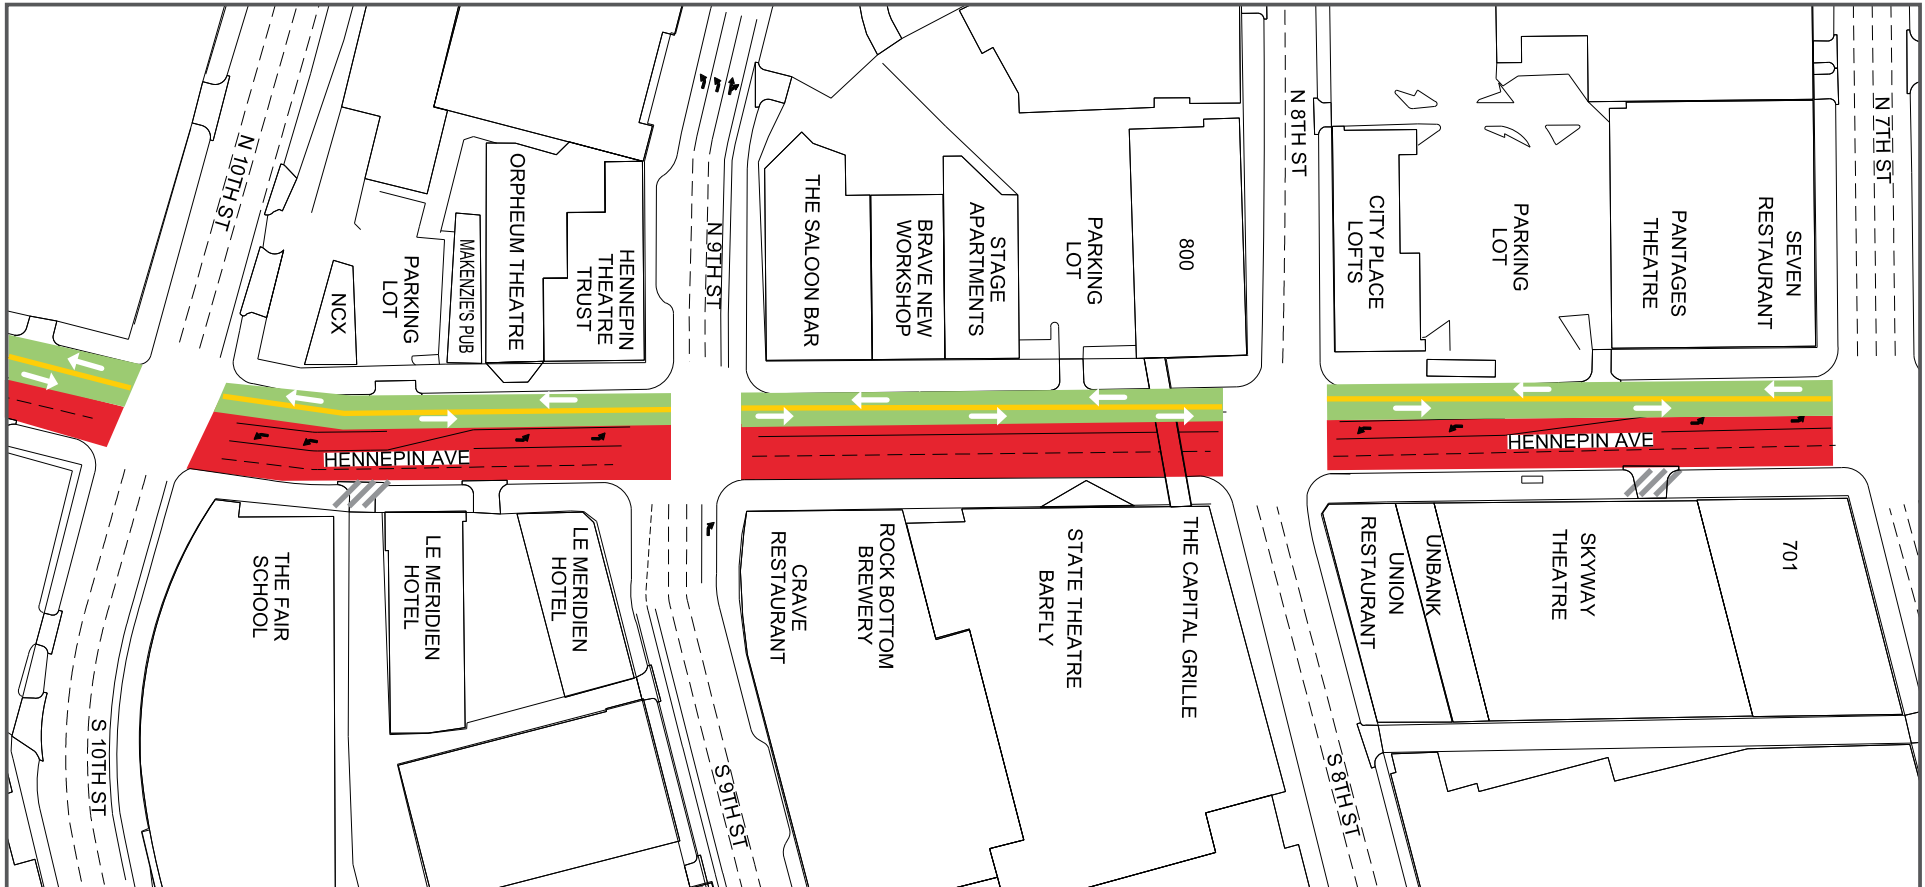 N 10TH ST
NCX
PARKING
LOT
MAKENZIE'S PUB
ORPHEUM THEATRE
HENNEPIN
THEATRE
TRUST
N 9TH ST
THE SALOON BAR
BRAVE NEW
WORKSHOP
STAGE
APARTMENTS
PARKING
LOT
800
N 8TH ST
CITY PLACE
LOFTS
PARKING
LOT
PANTAGES
THEATRE
SEVEN
RESTAURANT
N 7TH ST
HENNEPIN AVE
HENNEPIN AVE
S 10TH ST
THE FAIR
SCHOOL
LE MERIDIEN
HOTEL
LE MERIDIEN
HOTEL
S 9TH ST
CRAVE
RESTAURANT
ROCK BOTTOM
BREWERY
STATE THEATRE
BARFLY
THE CAPITAL GRILLE
S 8TH ST
UNION
RESTAURANT
UNBANK
SKYWAY
THEATRE
701